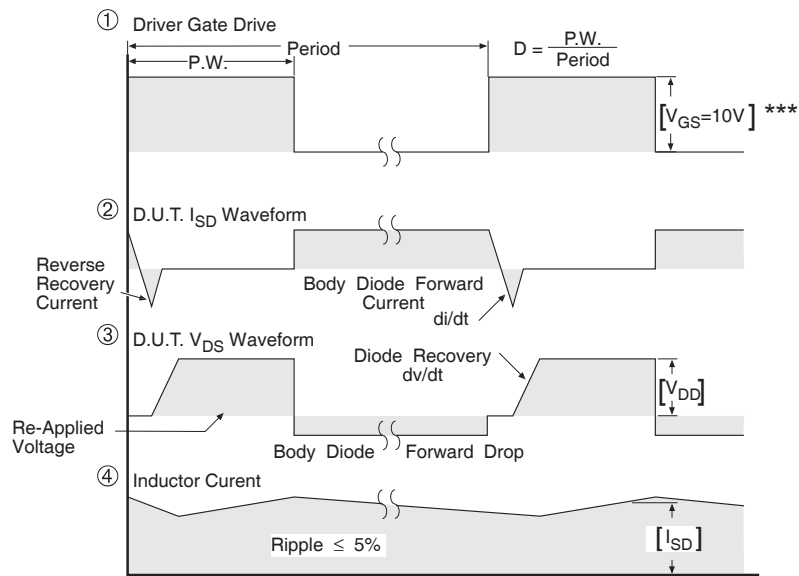 ① Driver Gate Drive
Period
P.W.
D = P.W. / Period
[VGS=10V] ***
② D.U.T. ISD Waveform
Reverse
Recovery
Current
Body Diode Forward
Current
di/dt
③ D.U.T. VDS Waveform
Diode Recovery
dv/dt
[VDD]
Re-Applied
Voltage
Body Diode Forward Drop
④ Inductor Curent
Ripple ≤ 5%
[ISD]